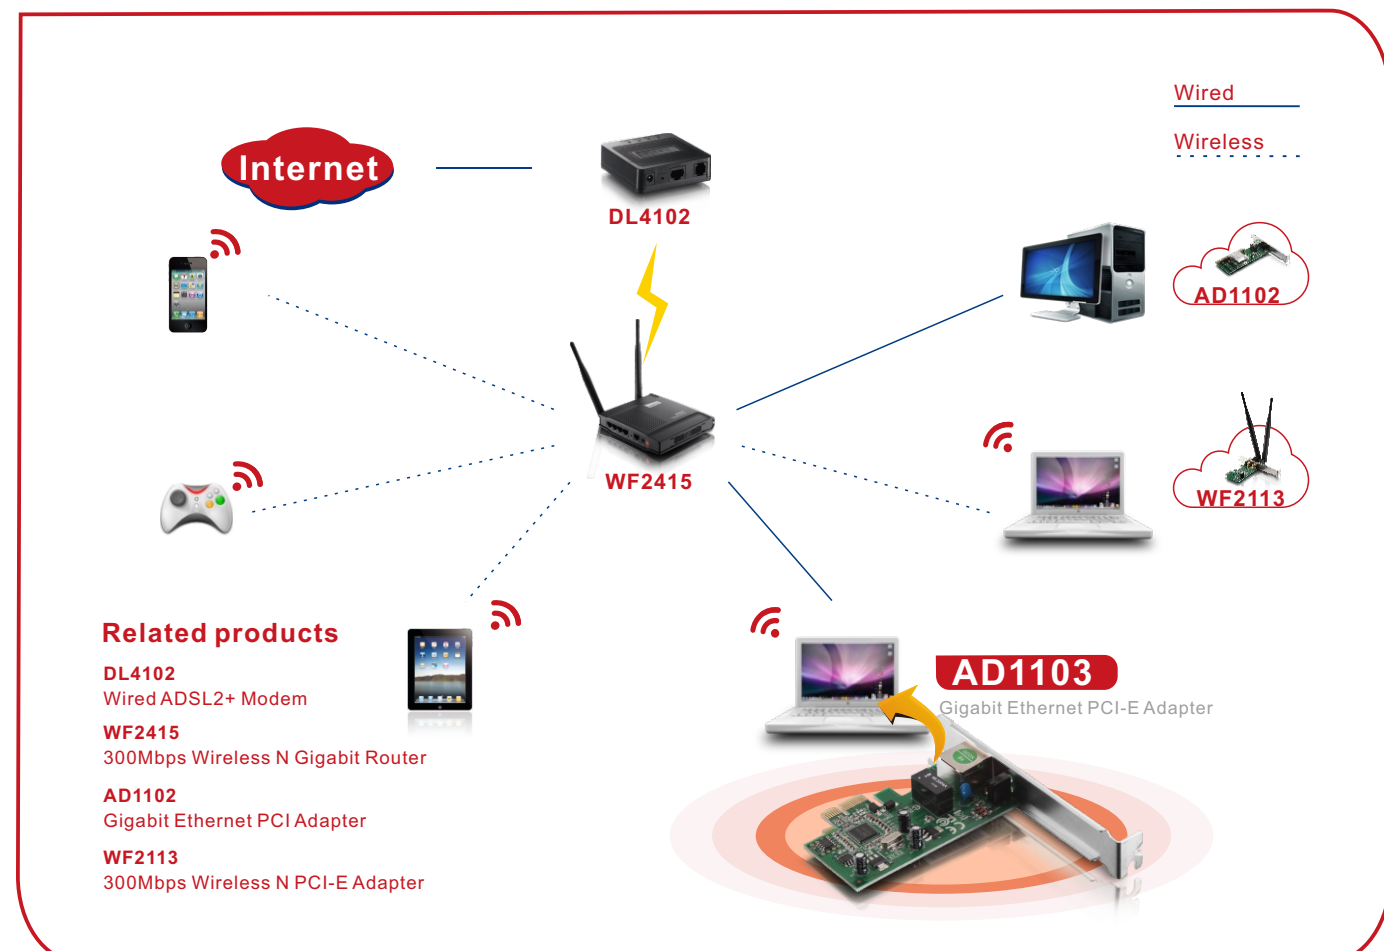 Wired
Wireless
Internet
DL4102
AD1102
WF2415
WF2113
AD1103
Gigabit Ethernet PCI-E Adapter
Related products
DL4102
Wired ADSL2+ Modem
WF2415
300Mbps Wireless N Gigabit Router
AD1102
Gigabit Ethernet PCI Adapter
WF2113
300Mbps Wireless N PCI-E Adapter